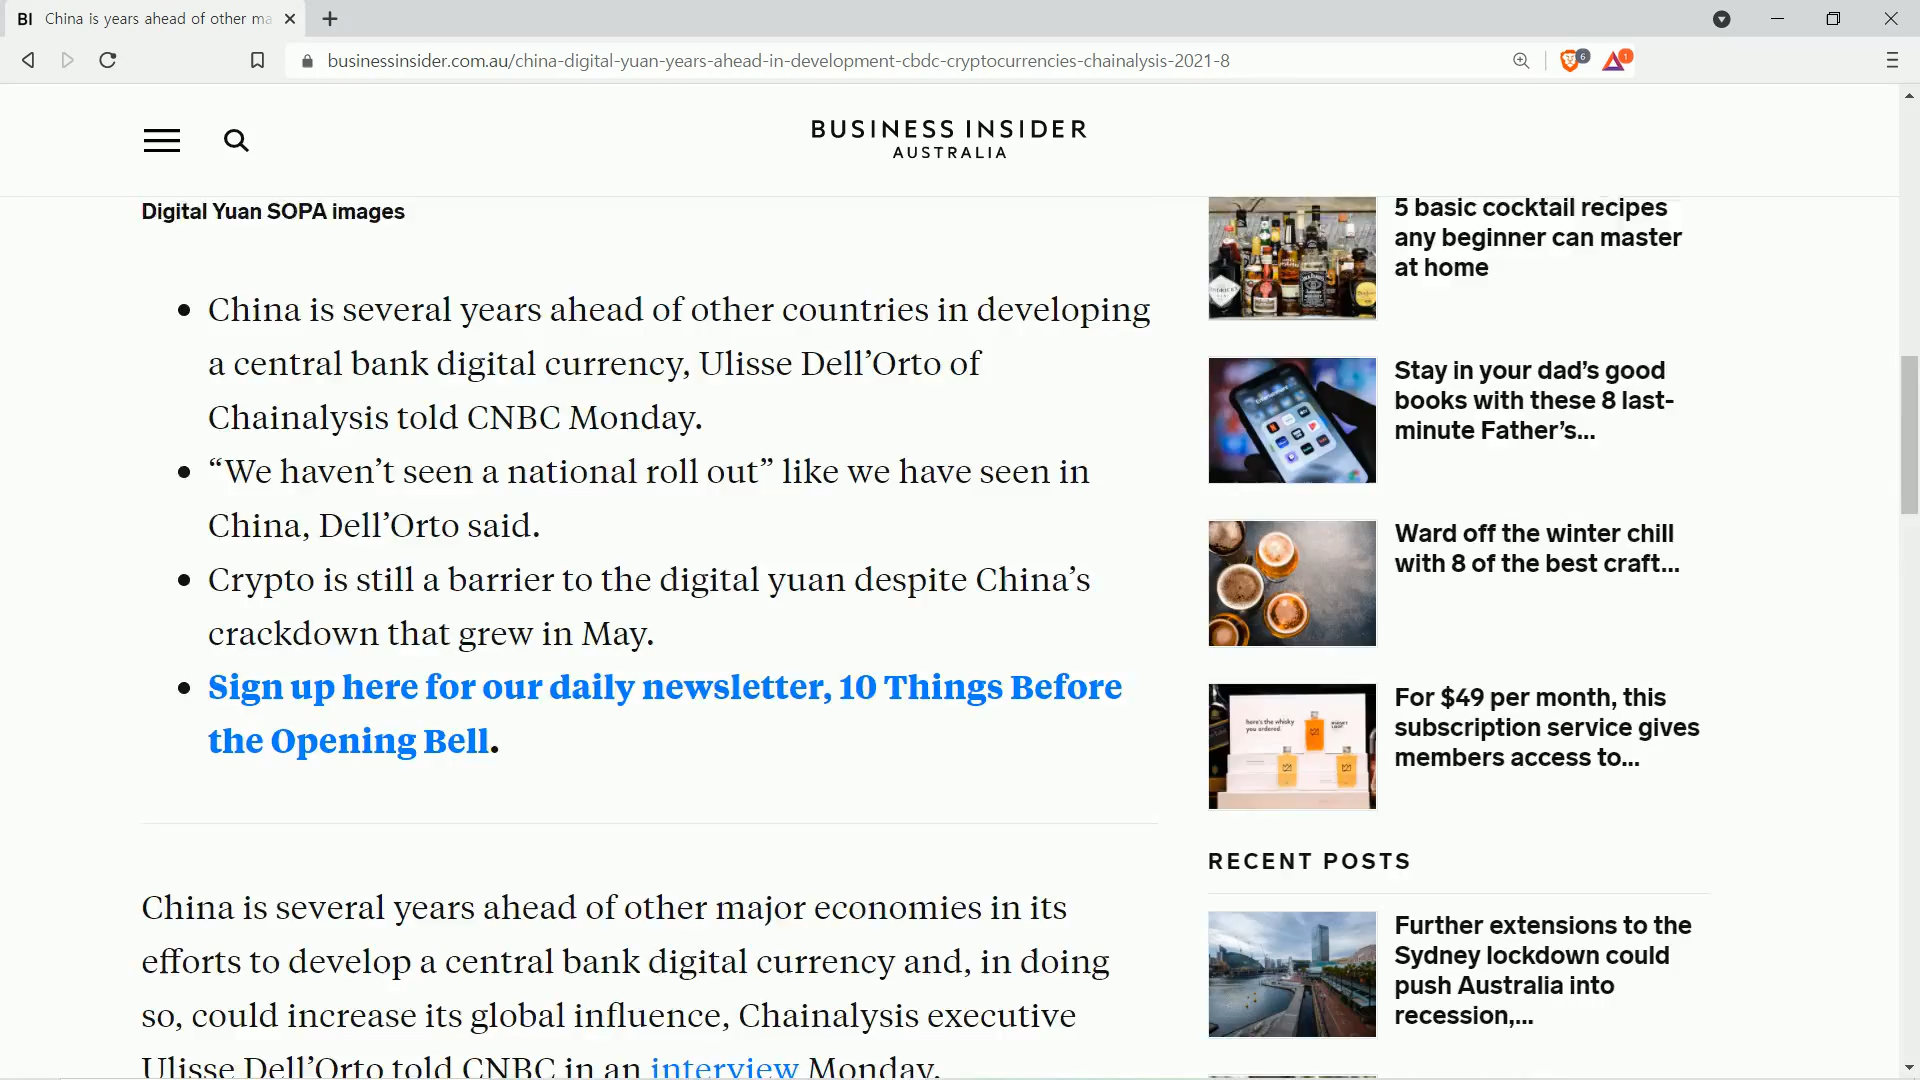 BI China is years ahead of other ma
businessinsider.com.au/china-digital-yuan-years-ahead-in-development-cbdc-cryptocurrencies-chainalysis-2021-8
6
1
BUSINESS INSIDER
AUSTRALIA
Digital Yuan SOPA images
• China is several years ahead of other countries in developing
a central bank digital currency, Ulisse Dell’Orto of
Chainalysis told CNBC Monday.
• “We haven’t seen a national roll out” like we have seen in
China, Dell’Orto said.
• Crypto is still a barrier to the digital yuan despite China’s
crackdown that grew in May.
• Sign up here for our daily newsletter, 10 Things Before
the Opening Bell.
China is several years ahead of other major economies in its
efforts to develop a central bank digital currency and, in doing
so, could increase its global influence, Chainalysis executive
Ulisse Dell’Orto told CNBC in an interview Monday.
5 basic cocktail recipes
any beginner can master
at home
Stay in your dad’s good
books with these 8 last-
minute Father’s...
Ward off the winter chill
with 8 of the best craft...
here's the whisky
you ordered.
For $49 per month, this
subscription service gives
members access to...
RECENT POSTS
Further extensions to the
Sydney lockdown could
push Australia into
recession,...